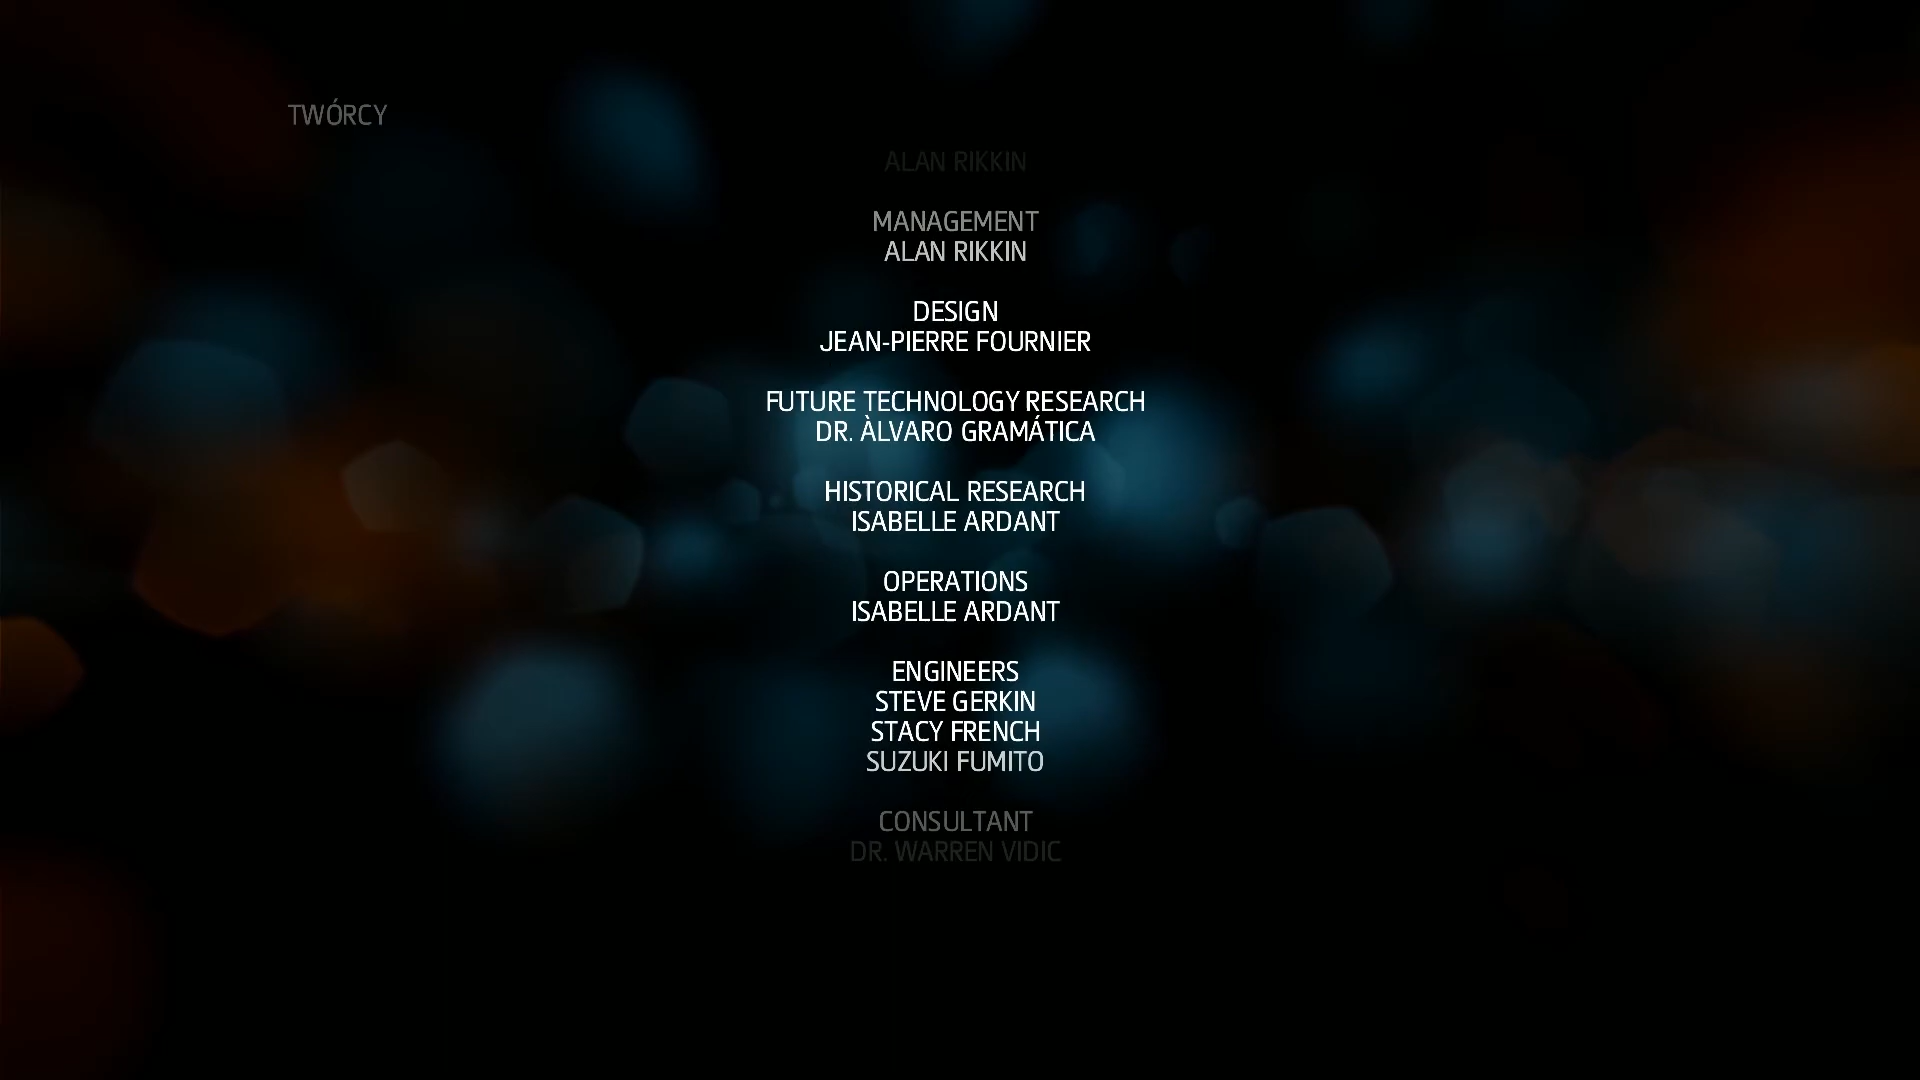 TWÓRCY
ALAN RIKKIN
MANAGEMENT
ALAN RIKKIN
DESIGN
JEAN-PIERRE FOURNIER
FUTURE TECHNOLOGY RESEARCH
DR. ÀLVARO GRAMÁTICA
HISTORICAL RESEARCH
ISABELLE ARDANT
OPERATIONS
ISABELLE ARDANT
ENGINEERS
STEVE GERKIN
STACY FRENCH
SUZUKI FUMITO
CONSULTANT
DR. WARREN VIDIC